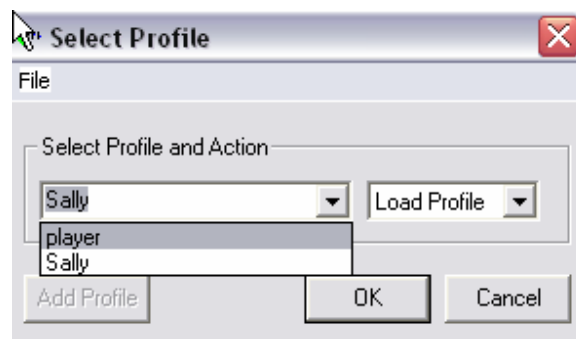 Select Profile
File
Select Profile and Action
Sally Load Profile
player
Sally
Add Profile OK Cancel